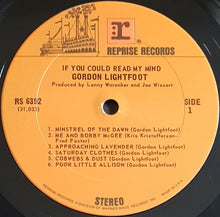 REPRISE RECORDS
IF YOU COULD READ MY MIND
GORDON LIGHTFOOT
Produced by Lenny Waronker and Joe Wissert
RS 6392
(31,033)
SIDE
1
1. MINSTREL OF THE DAWN (Gordon Lightfoot)
2. ME AND BOBBY McGEE (Kris Kristofferson-
Fred Foster)
3. APPROACHING LAVENDER (Gordon Lightfoot)
4. SATURDAY CLOTHES (Gordon Lightfoot)
5. COBWEBS & DUST (Gordon Lightfoot)
6. POOR LITTLE ALLISON (Gordon Lightfoot)
STEREO